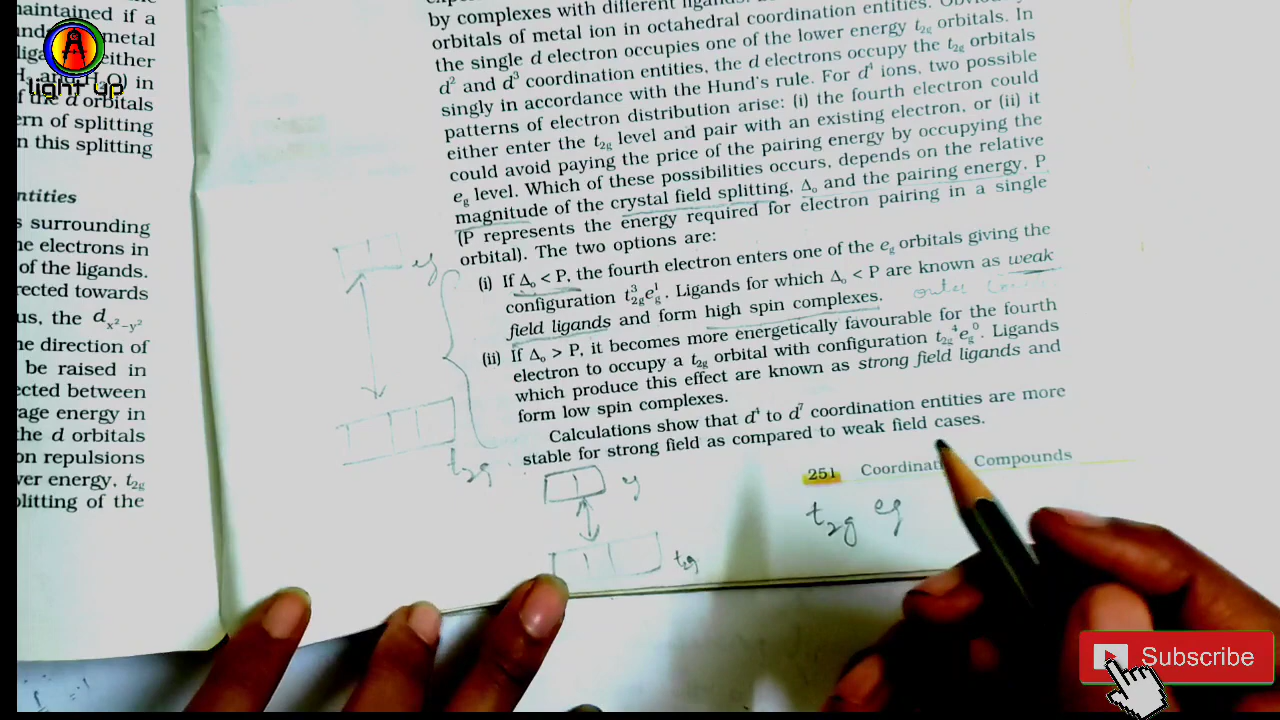 aintained if a
metal
either
H₂O) in
f the d orbitals
ern of splitting
n this splitting
ntities
s surrounding
ne electrons in
of the ligands.
rected towards
us, the dx²–y²
he direction of
be raised in
ected between
rage energy in
the d orbitals
on repulsions
ver energy, t2g
plitting of the
light up
by complexes with different ligands.
orbitals of metal ion in octahedral coordination entities.
the single d electron occupies one of the lower energy t2g orbitals. In
d² and d³ coordination entities, the d electrons occupy the t2g orbitals
singly in accordance with the Hund's rule. For d⁴ ions, two possible
patterns of electron distribution arise: (i) the fourth electron could
either enter the t2g level and pair with an existing electron, or (ii) it
could avoid paying the price of the pairing energy by occupying the
eg level. Which of these possibilities occurs, depends on the relative
magnitude of the crystal field splitting, Δo and the pairing energy, P
(P represents the energy required for electron pairing in a single
orbital). The two options are:
(i) If Δo < P, the fourth electron enters one of the eg orbitals giving the
configuration t2g³eg¹. Ligands for which Δo < P are known as weak
field ligands and form high spin complexes.
outer
(ii) If Δo > P, it becomes more energetically favourable for the fourth
electron to occupy a t2g orbital with configuration t2g⁴eg⁰. Ligands
which produce this effect are known as strong field ligands and
form low spin complexes.
Calculations show that d⁴ to d⁷ coordination entities are more
stable for strong field as compared to weak field cases.
251 Coordinati Compounds
eg
t2g
eg
t2g
t2g eg
Subscribe